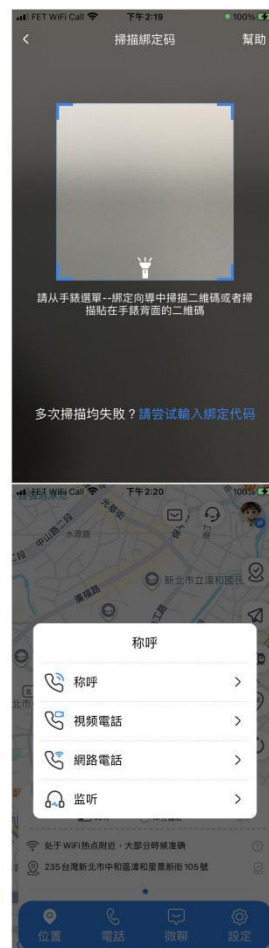 FET WiFi Call 下午2:19 100%
掃描綁定码 幫助
請从手錶選單--綁定向導中掃描二維碼或者掃
描貼在手錶背面的二維碼
多次掃描均失敗？請尝试輸入綁定代码
FET WiFi Call 下午2:20 100%
中山路二段
水源路
廣福路
新北市立漳和國民
称呼
称呼
視頻電話
網路電話
监听
处于WiFi热点附近，大部分時候准确
235台灣新北市中和區漳和里景新街105號
位置 電話 微聊 設定